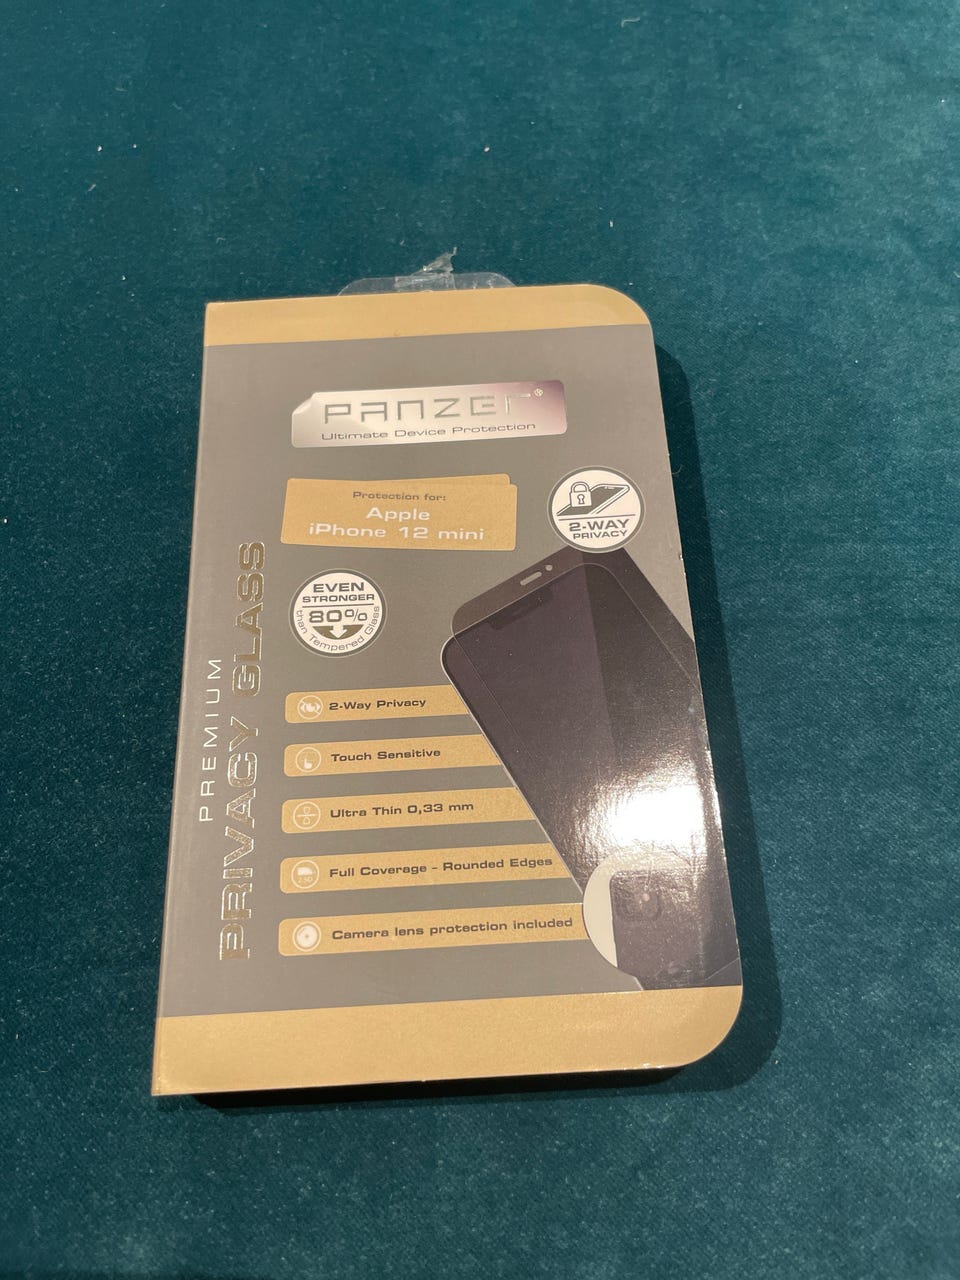 PANZER®
Ultimate Device Protection
Protection for:
Apple
iPhone 12 mini
2-WAY
PRIVACY
EVEN
STRONGER
80%
than Tempered Glass
PREMIUM
PRIVACY GLASS
2-Way Privacy
Touch Sensitive
Ultra Thin 0,33 mm
2.5D
Full Coverage - Rounded Edges
Camera lens protection included